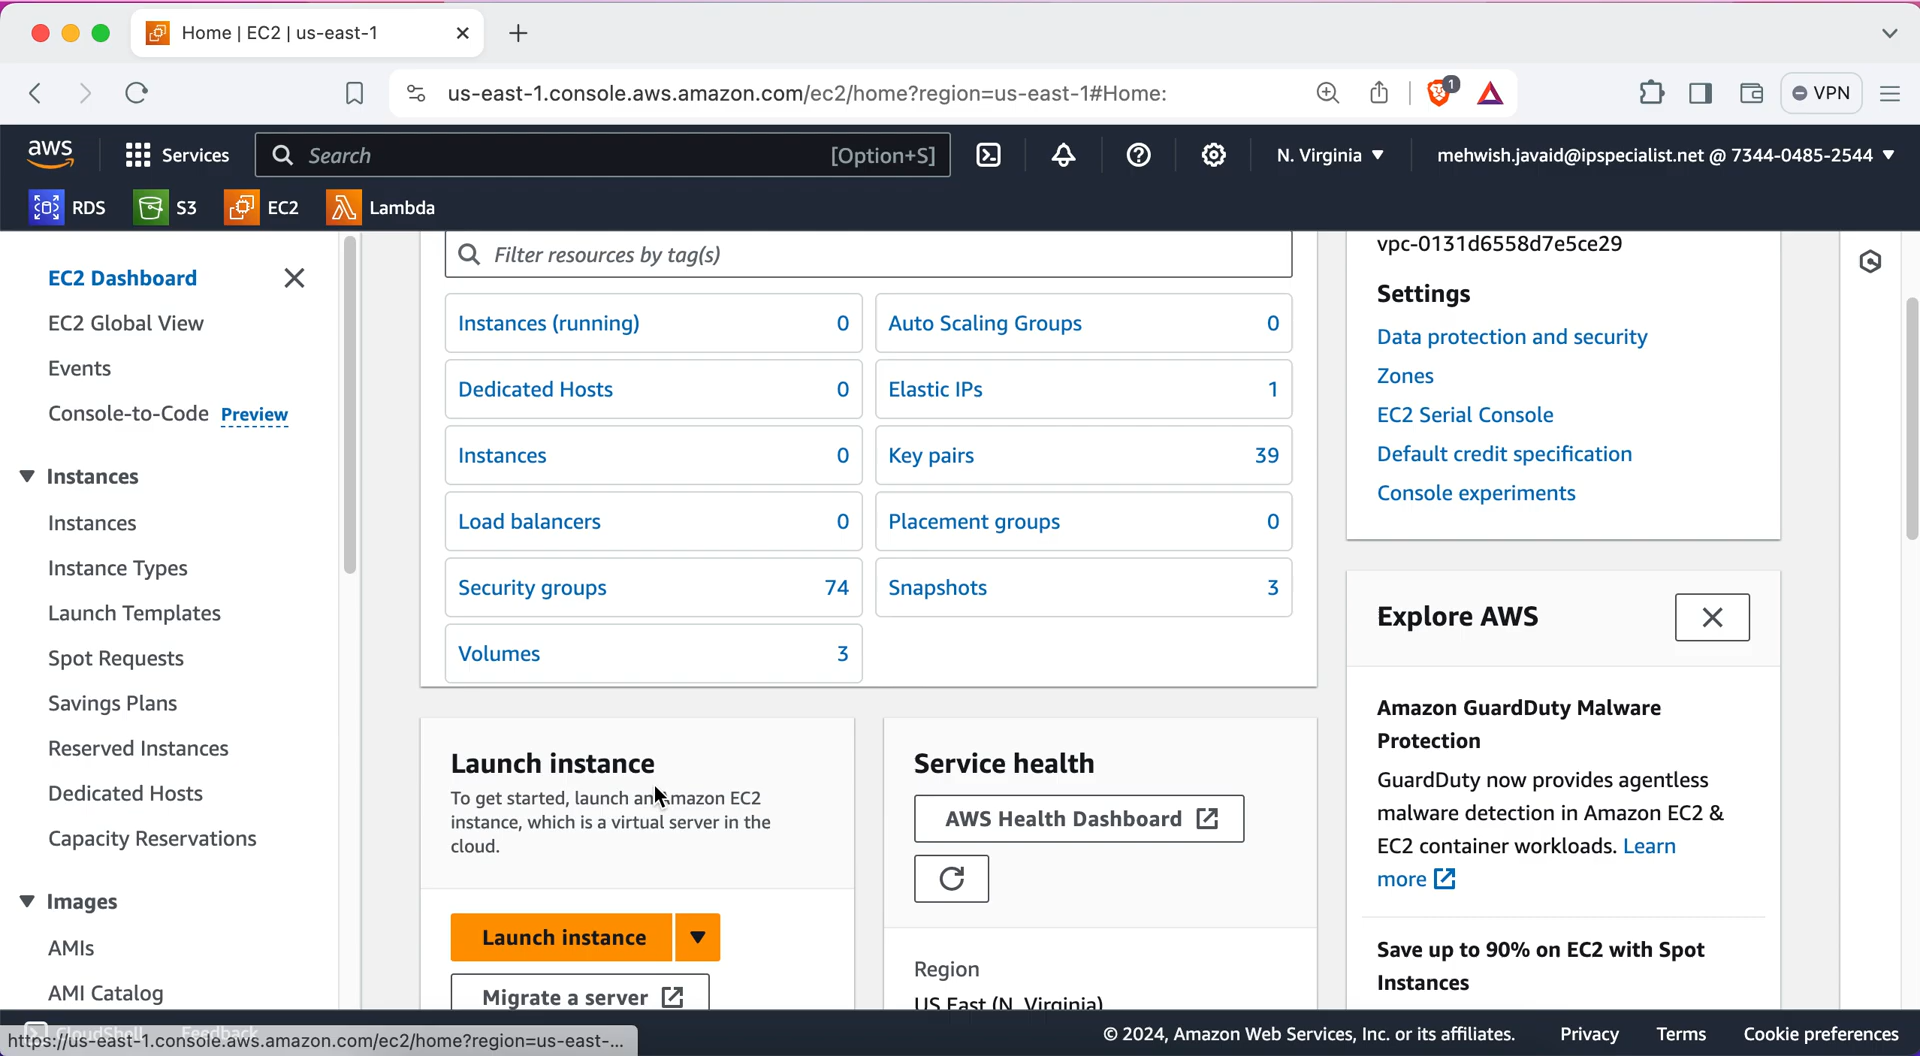 Home | EC2 | us-east-1
us-east-1.console.aws.amazon.com/ec2/home?region=us-east-1#Home:
1
VPN
aws
Services
Search
[Option+S]
N. Virginia
mehwish.javaid@ipspecialist.net @ 7344-0485-2544
RDS
S3
EC2
Lambda
EC2 Dashboard
EC2 Global View
Events
Console-to-Code Preview
Instances
Instances
Instance Types
Launch Templates
Spot Requests
Savings Plans
Reserved Instances
Dedicated Hosts
Capacity Reservations
Images
AMIs
AMI Catalog
Filter resources by tag(s)
Instances (running) 0
Auto Scaling Groups 0
Dedicated Hosts 0
Elastic IPs 1
Instances 0
Key pairs 39
Load balancers 0
Placement groups 0
Security groups 74
Snapshots 3
Volumes 3
Launch instance
To get started, launch an Amazon EC2
instance, which is a virtual server in the
cloud.
Launch instance
Migrate a server
Service health
AWS Health Dashboard
Region
US East (N. Virginia)
vpc-0131d6558d7e5ce29
Settings
Data protection and security
Zones
EC2 Serial Console
Default credit specification
Console experiments
Explore AWS
Amazon GuardDuty Malware
Protection
GuardDuty now provides agentless
malware detection in Amazon EC2 &
EC2 container workloads. Learn
more
Save up to 90% on EC2 with Spot
Instances
CloudShell
Feedback
https://us-east-1.console.aws.amazon.com/ec2/home?region=us-east-...
© 2024, Amazon Web Services, Inc. or its affiliates.
Privacy
Terms
Cookie preferences